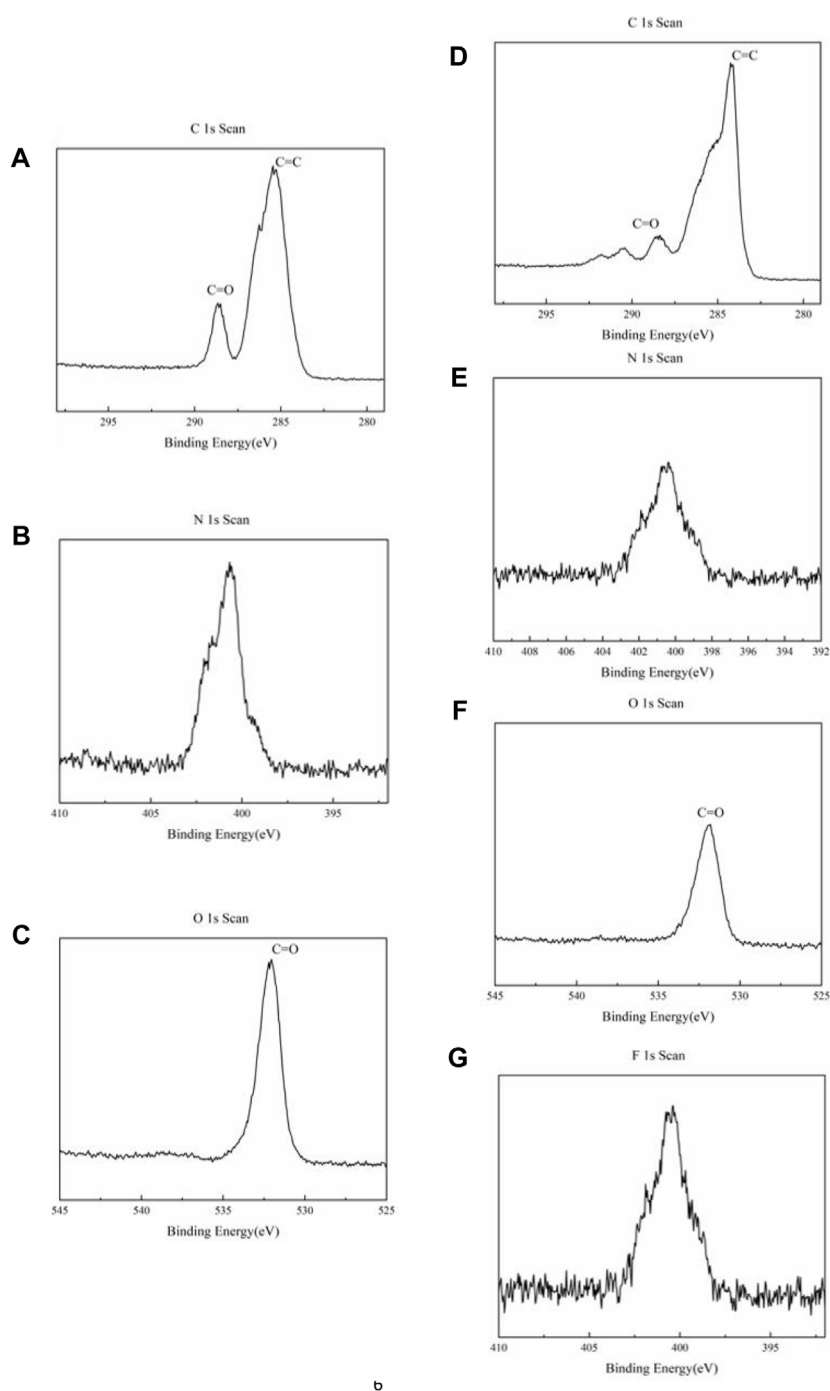 A
C 1s Scan
C=C
C=O
295 290 285 280
Binding Energy(eV)
B
N 1s Scan
410 405 400 395
Binding Energy(eV)
C
O 1s Scan
C=O
545 540 535 530 525
Binding Energy(eV)
D
C 1s Scan
C=C
C=O
295 290 285 280
Binding Energy(eV)
E
N 1s Scan
410 408 406 404 402 400 398 396 394 392
Binding Energy(eV)
F
O 1s Scan
C=O
545 540 535 530 525
Binding Energy(eV)
G
F 1s Scan
410 405 400 395
Binding Energy(eV)
6